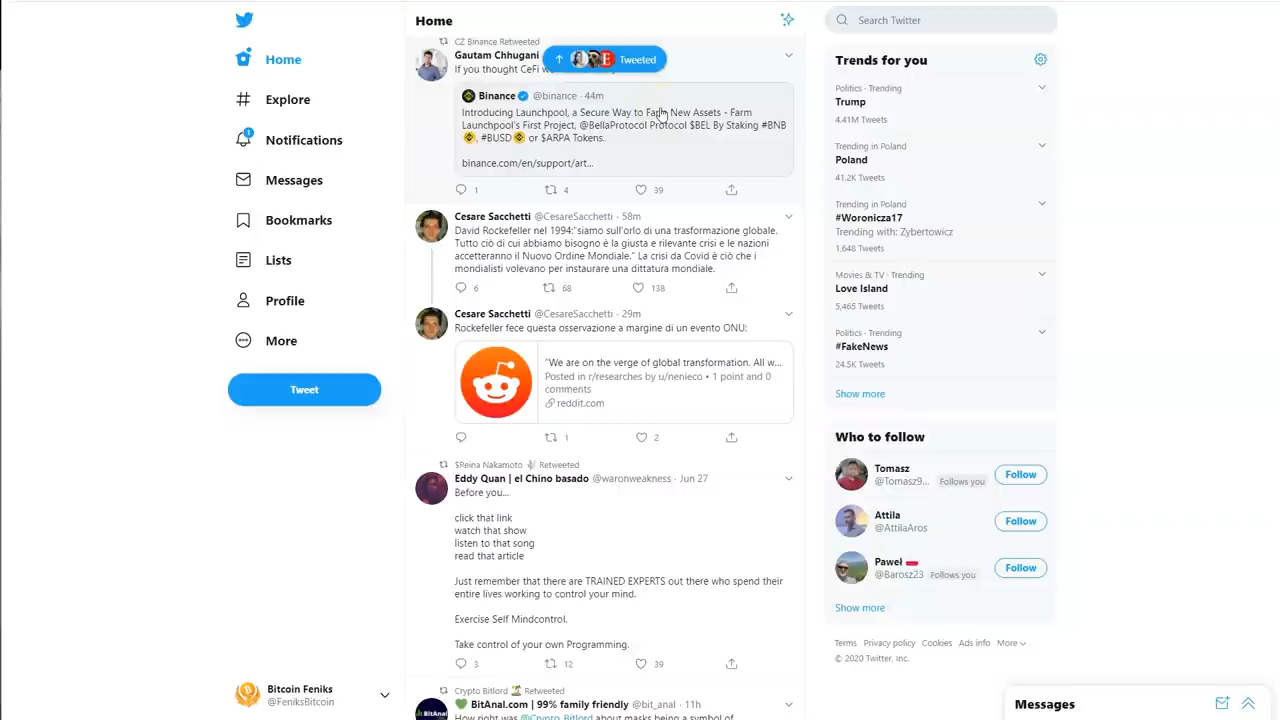 Home
Explore
Notifications
1
Messages
Bookmarks
Lists
Profile
More
Tweet
Bitcoin Feniks
@FeniksBitcoin
Home
CZ Binance Retweeted
Gautam Chhugani
Tweeted
If you thought CeFi
Binance @binance · 44m
Introducing Launchpool, a Secure Way to Farm New Assets - Farm
Launchpool's First Project, @BellaProtocol Protocol $BEL By Staking #BNB
, #BUSD or $ARPA Tokens.
binance.com/en/support/art...
1 4 39
Cesare Sacchetti @CesareSacchetti · 58m
David Rockefeller nel 1994:"siamo sull'orlo di una trasformazione globale.
Tutto ciò di cui abbiamo bisogno è la giusta e rilevante crisi e le nazioni
accetteranno il Nuovo Ordine Mondiale." La crisi da Covid è ciò che i
mondialisti volevano per instaurare una dittatura mondiale.
6 68 138
Cesare Sacchetti @CesareSacchetti · 29m
Rockefeller fece questa osservazione a margine di un evento ONU:
"We are on the verge of global transformation. All w...
Posted in r/researches by u/nenieco • 1 point and 0
comments
reddit.com
1 2
$Reina Nakamoto Retweeted
Eddy Quan | el Chino basado @waronweakness · Jun 27
Before you...
click that link
watch that show
listen to that song
read that article
Just remember that there are TRAINED EXPERTS out there who spend their
entire lives working to control your mind.
Exercise Self Mindcontrol.
Take control of your own Programming.
3 12 39
Crypto Bitlord Retweeted
BitAnal.com | 99% family friendly @bit_anal · 11h
How right was @Crypto_Bitlord about masks being a symbol of
Search Twitter
Trends for you
Politics · Trending
Trump
4.41M Tweets
Trending in Poland
Poland
41.2K Tweets
Trending in Poland
#Woronicza17
Trending with: Zybertowicz
1,648 Tweets
Movies & TV · Trending
Love Island
5,465 Tweets
Politics · Trending
#FakeNews
24.5K Tweets
Show more
Who to follow
Tomasz
@Tomasz9... Follows you
Follow
Attila
@AttilaAros
Follow
Paweł
@Barosz23 Follows you
Follow
Show more
Terms Privacy policy Cookies Ads info More
© 2020 Twitter, Inc.
Messages